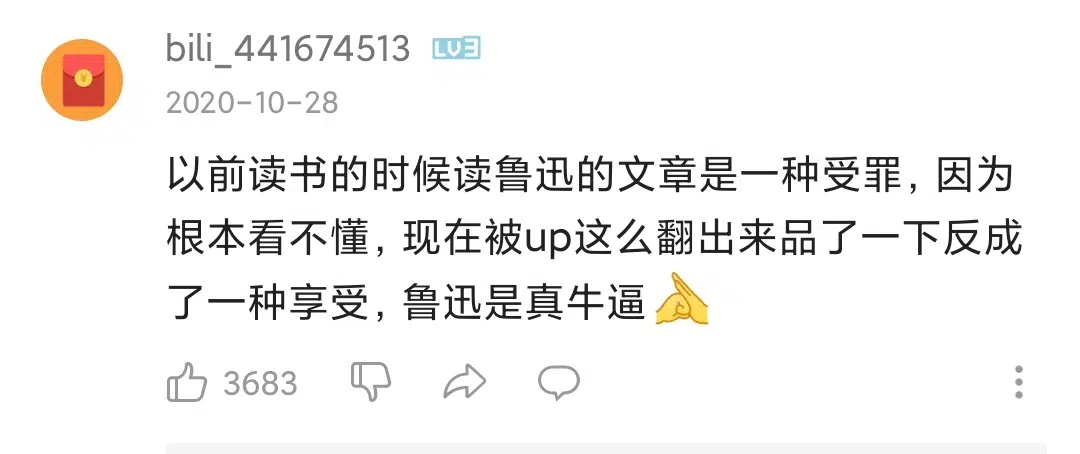 bili_441674513 LV3
2020-10-28
以前读书的时候读鲁迅的文章是一种受罪，因为
根本看不懂，现在被up这么翻出来品了一下反成
了一种享受，鲁迅是真牛逼
3683